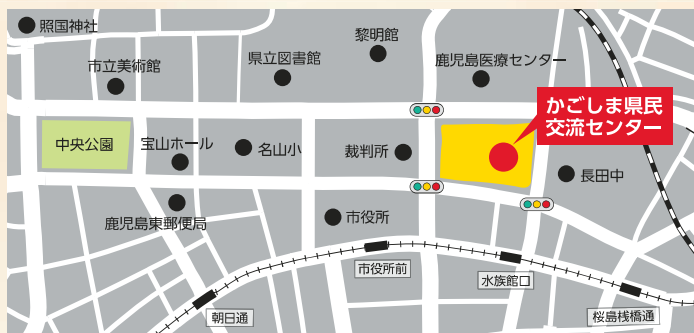 照国神社
黎明館
市立美術館
県立図書館
鹿児島医療センター
かごしま県民
交流センター
中央公園
宝山ホール
名山小
裁判所
長田中
鹿児島東郵便局
市役所
市役所前
水族館口
朝日通
桜島桟橋通